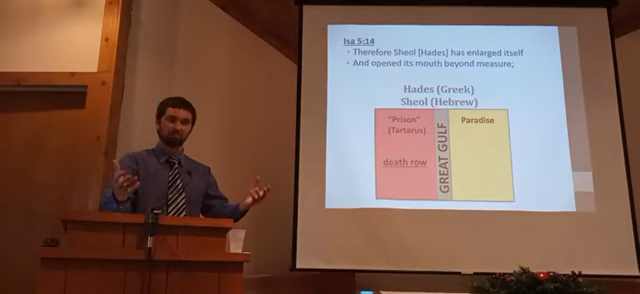 Isa 5:14
• Therefore Sheol [Hades] has enlarged itself
• And opened its mouth beyond measure;
Hades (Greek)
Sheol (Hebrew)
"Prison"
(Tartarus)
death row
GREAT GULF
Paradise